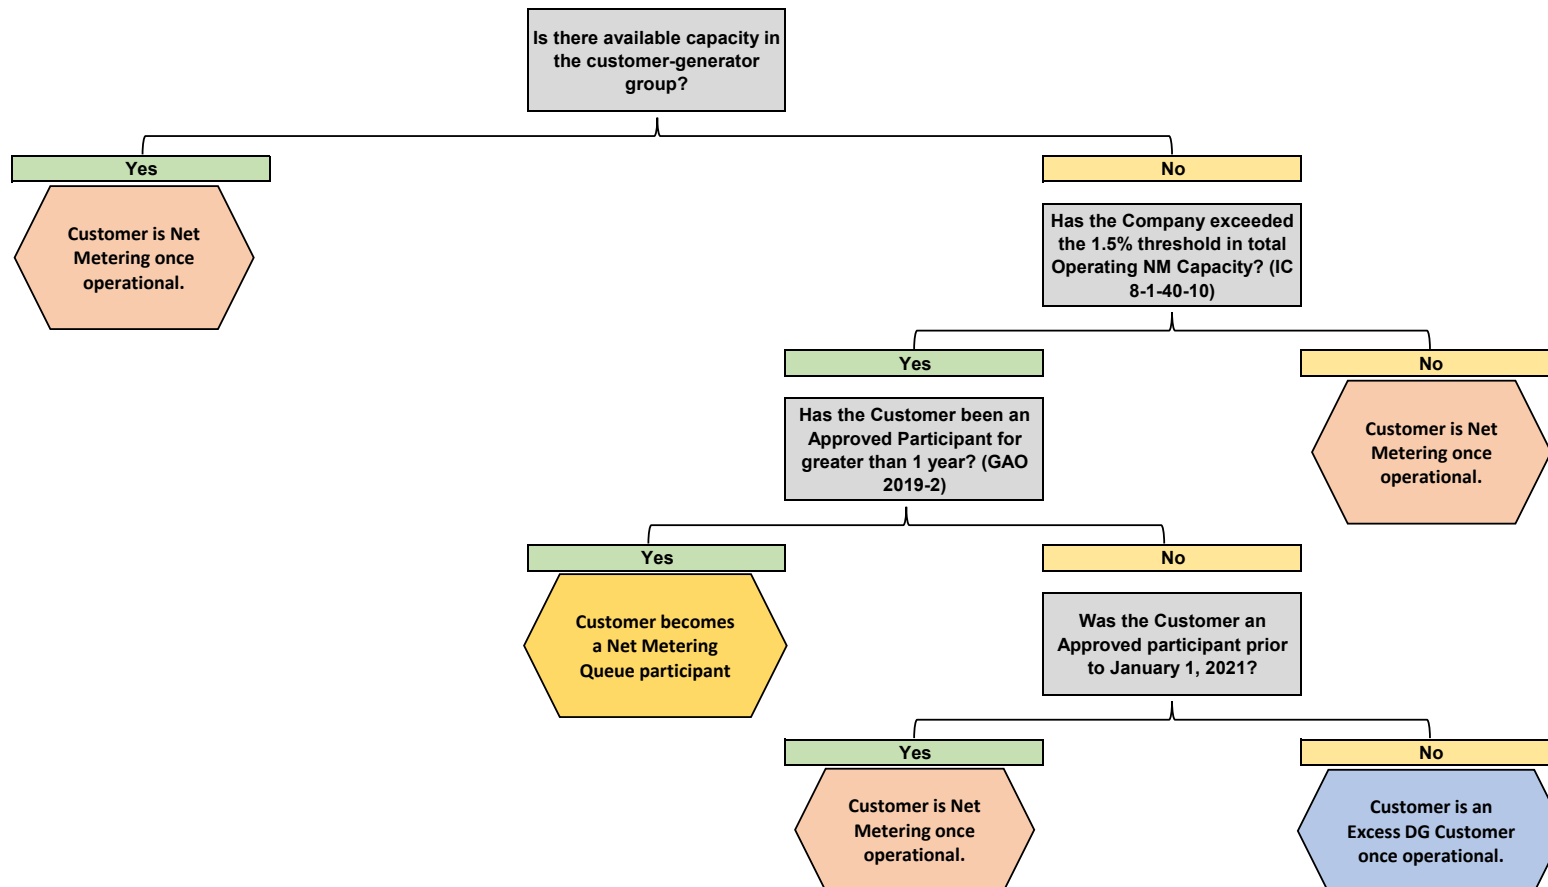 Is there available capacity in
the customer-generator
group?
Yes
No
Customer is Net
Metering once
operational.
Has the Company exceeded
the 1.5% threshold in total
Operating NM Capacity? (IC
8-1-40-10)
Yes
No
Has the Customer been an
Approved Participant for
greater than 1 year? (GAO
2019-2)
Customer is Net
Metering once
operational.
Yes
No
Customer becomes
a Net Metering
Queue participant
Was the Customer an
Approved participant prior
to January 1, 2021?
Yes
No
Customer is Net
Metering once
operational.
Customer is an
Excess DG Customer
once operational.